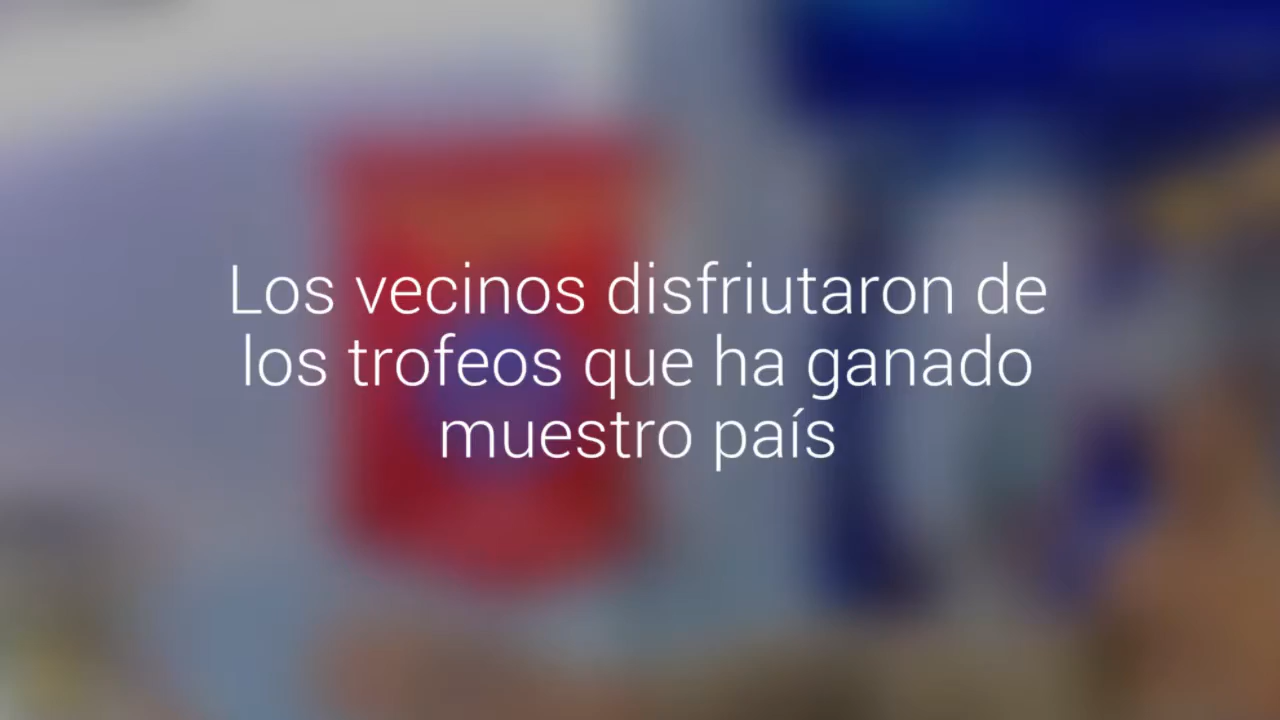 Los vecinos disfriutaron de
los trofeos que ha ganado
muestro país